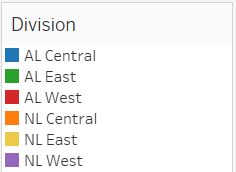 Division
AL Central
AL East
AL West
NL Central
NL East
NL West